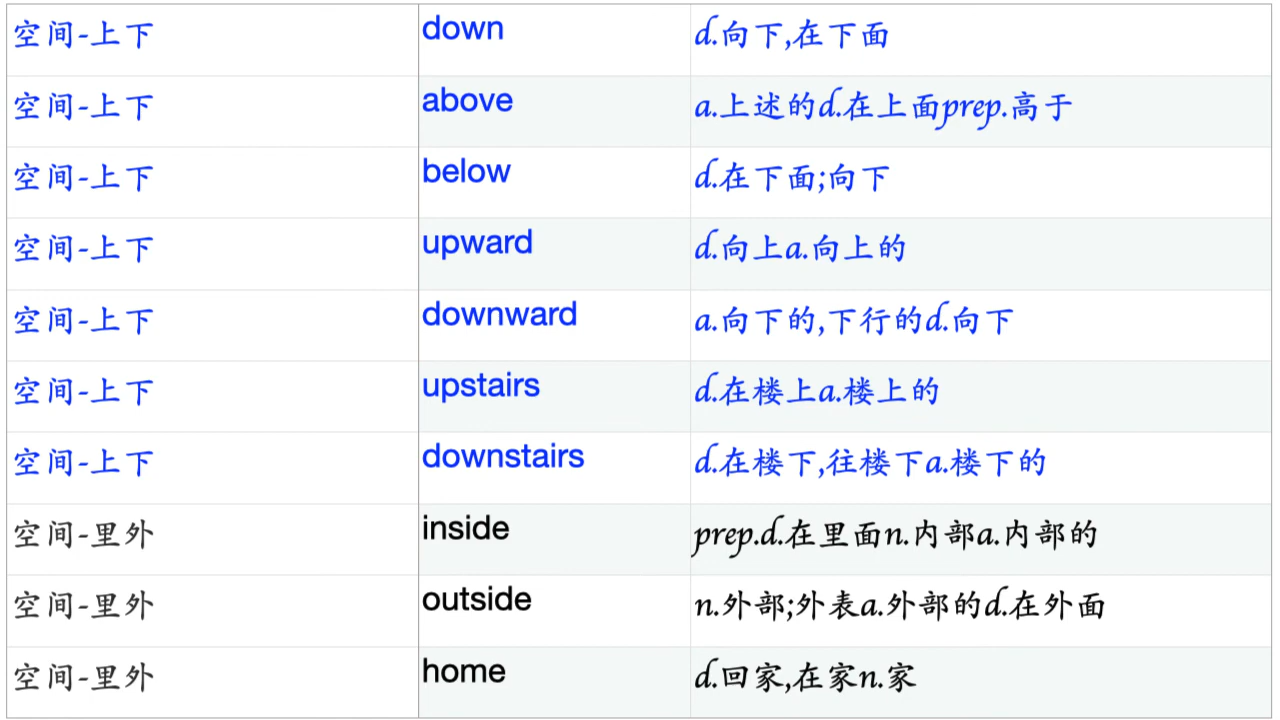 空间-上下 down d.向下,在下面
空间-上下 above a.上述的d.在上面prep.高于
空间-上下 below d.在下面;向下
空间-上下 upward d.向上a.向上的
空间-上下 downward a.向下的,下行的d.向下
空间-上下 upstairs d.在楼上a.楼上的
空间-上下 downstairs d.在楼下,往楼下a.楼下的
空间-里外 inside prep.d.在里面n.内部a.内部的
空间-里外 outside n.外部;外表a.外部的d.在外面
空间-里外 home d.回家,在家n.家